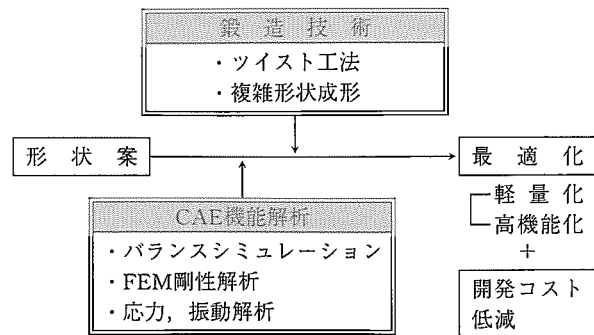 鍛造技術
・ツイスト工法
・複雑形状成形
形状案
最適化
軽量化
高機能化
+
開発コスト
低減
CAE機能解析
・バランスシミュレーション
・FEM剛性解析
・応力,振動解析